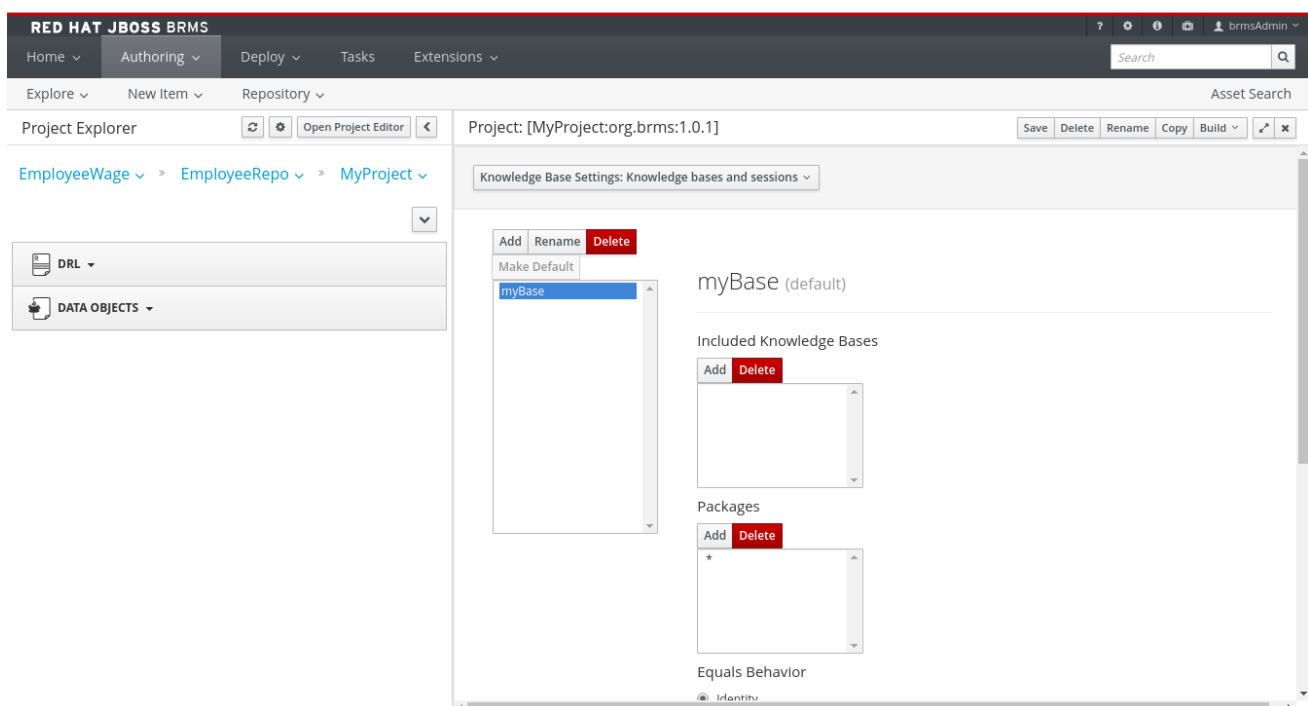 RED HAT JBOSS BRMS
? brmsAdmin
Home Authoring Deploy Tasks Extensions Search
Explore New Item Repository Asset Search
Project Explorer Open Project Editor Project: [MyProject:org.brms:1.0.1] Save Delete Rename Copy Build
EmployeeWage » EmployeeRepo » MyProject
Knowledge Base Settings: Knowledge bases and sessions
DRL
DATA OBJECTS
Add Rename Delete
Make Default
myBase
myBase (default)
Included Knowledge Bases
Add Delete
Packages
Add Delete
*
Equals Behavior
Identity